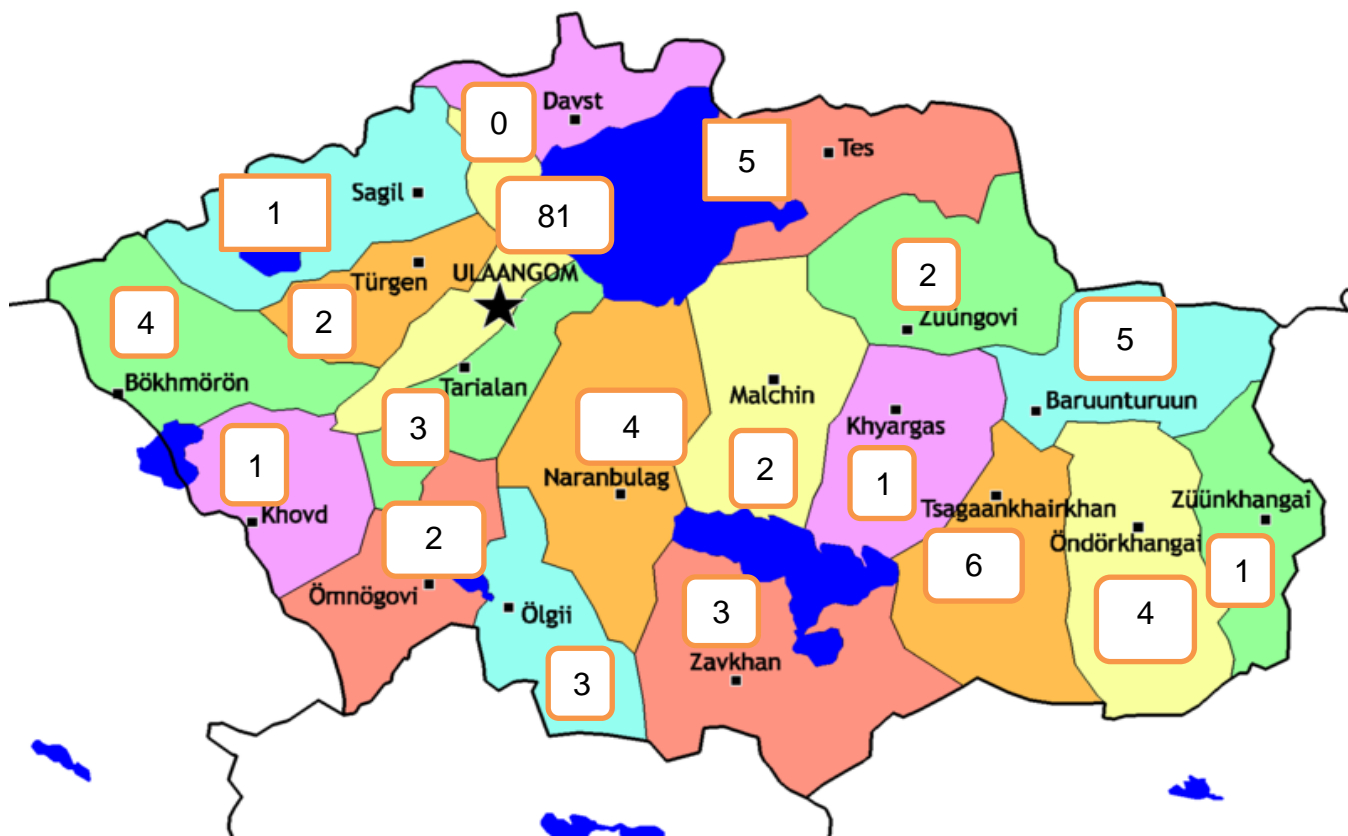 Davst
0
Tes
5
Sagil
1
81
Türgen
ULAANGOM
2
Züüngovi
4
2
5
Bökhmörön
Tarialan
Malchin
Khyargas
Baruunturuun
3
4
1
Naranbulag
2
1
Khovd
Tsagaankhairkhan
Züünkhangai
2
Öndörkhangai
Ömnögovi
6
1
Ölgii
3
4
Zavkhan
3